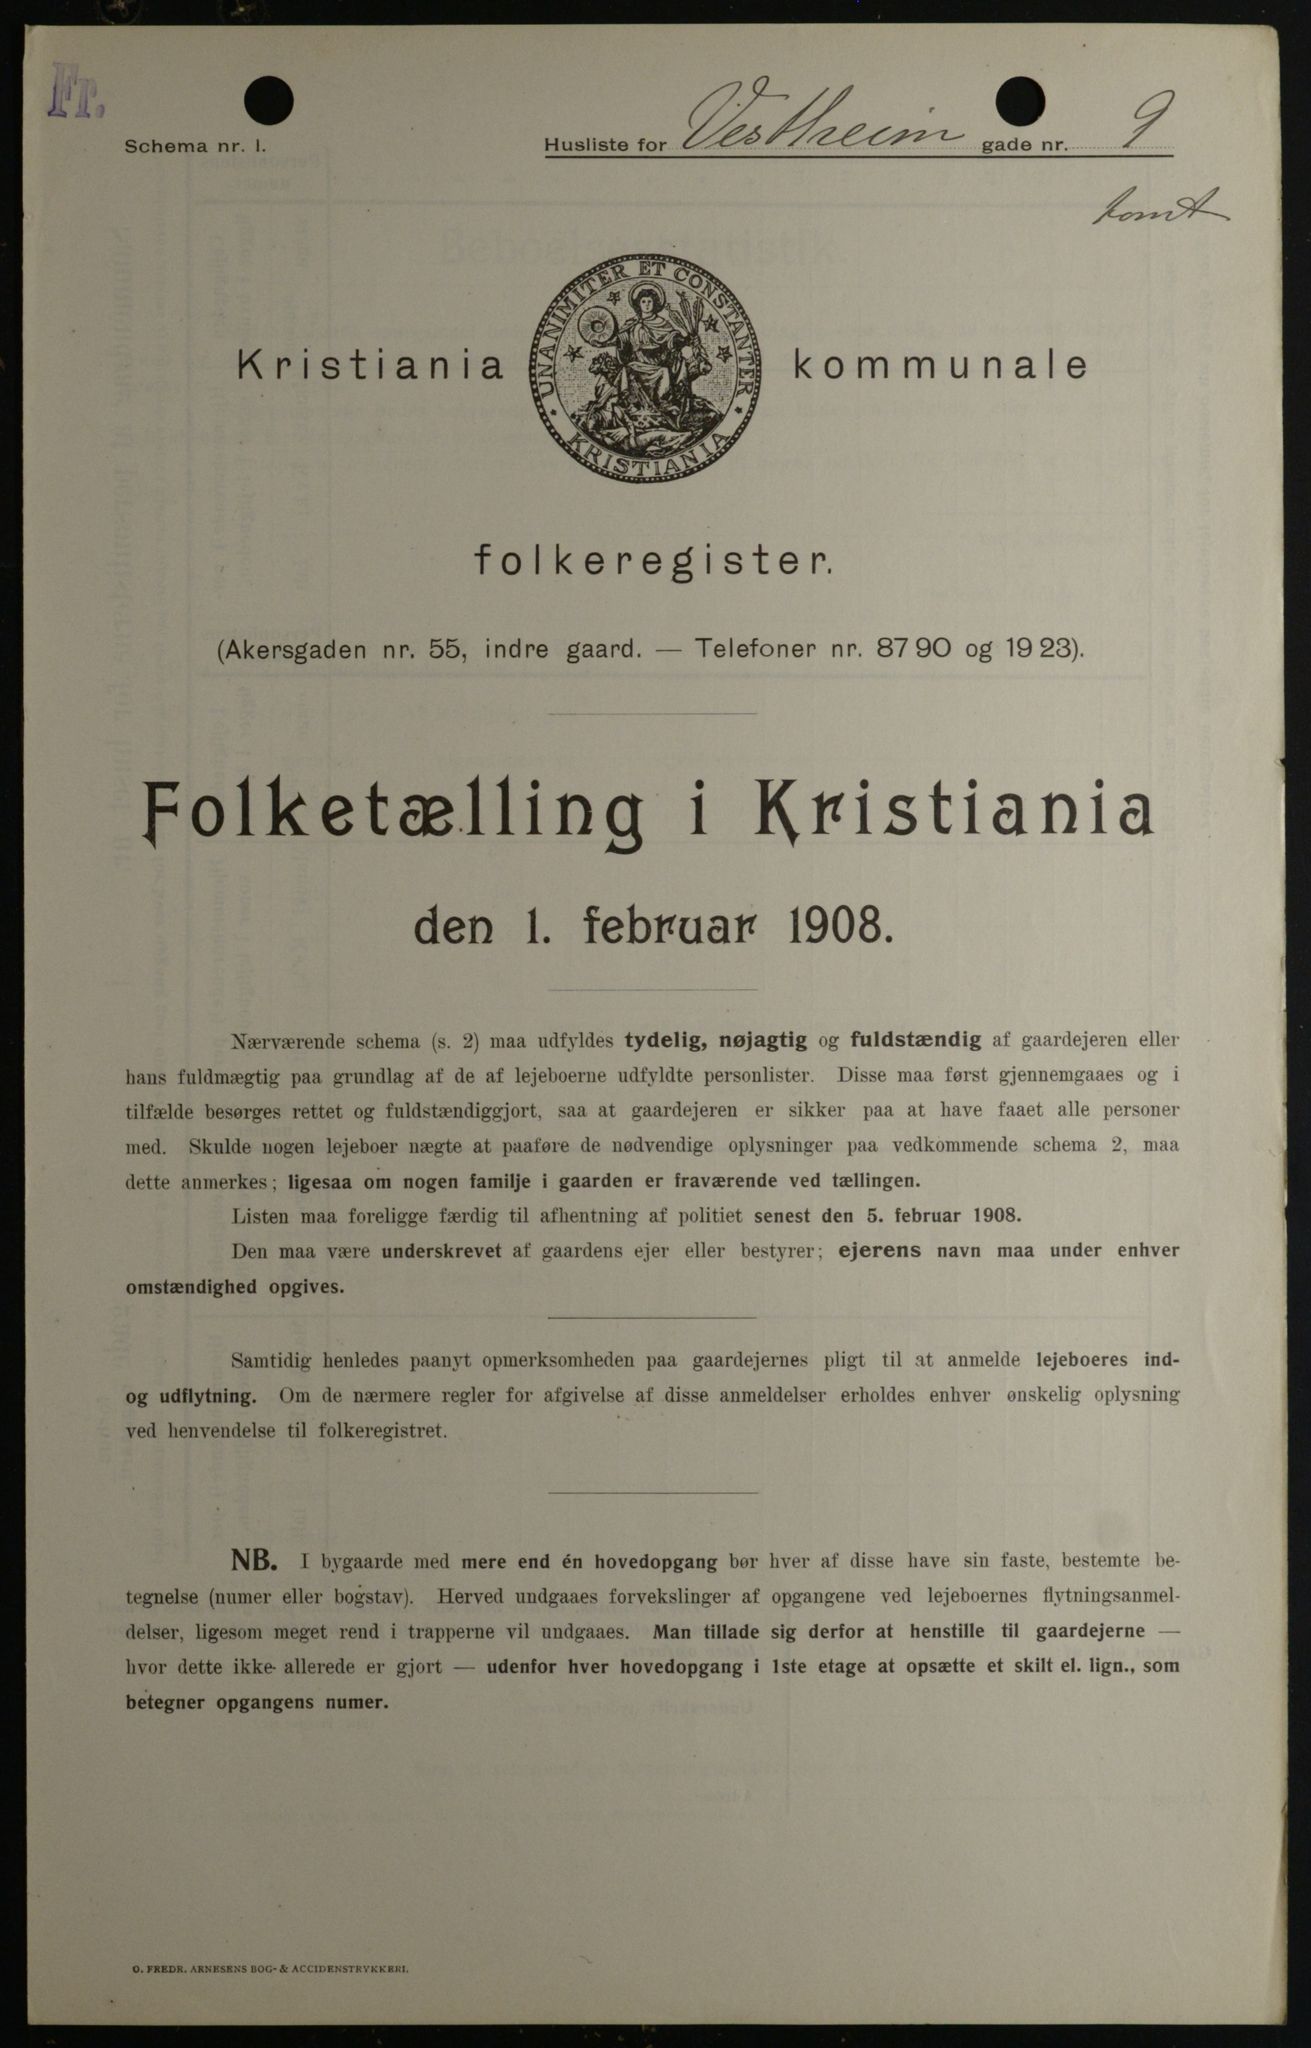 Fr.
Schema nr. 1.
Husliste for Vestheim gade nr. 9
tomt
UNANIMITER ET CONSTANTER
KRISTIANIA
Kristiania kommunale
folkeregister.
(Akersgaden nr. 55, indre gaard. — Telefoner nr. 87 90 og 19 23).
Folketælling i Kristiania
den 1. februar 1908.
Nærværende schema (s. 2) maa udfyldes tydelig, nøjagtig og fuldstændig af gaardejeren eller
hans fuldmægtig paa grundlag af de af lejeboerne udfyldte personlister. Disse maa først gjennemgaaes og i
tilfælde besørges rettet og fuldstændiggjort, saa at gaardejeren er sikker paa at have faaet alle personer
med. Skulde nogen lejeboer nægte at paaføre de nødvendige oplysninger paa vedkommende schema 2, maa
dette anmerkes; ligesaa om nogen familje i gaarden er fraværende ved tællingen.
Listen maa foreligge færdig til afhentning af politiet senest den 5. februar 1908.
Den maa være underskrevet af gaardens ejer eller bestyrer; ejerens navn maa under enhver
omstændighed opgives.
Samtidig henledes paanyt opmerksomheden paa gaardejernes pligt til at anmelde lejeboeres ind-
og udflytning. Om de nærmere regler for afgivelse af disse anmeldelser erholdes enhver ønskelig oplysning
ved henvendelse til folkeregistret.
NB. I bygaarde med mere end én hovedopgang bør hver af disse have sin faste, bestemte be-
tegnelse (numer eller bogstav). Herved undgaaes forvekslinger af opgangene ved lejeboernes flytningsanmel-
delser, ligesom meget rend i trapperne vil undgaaes. Man tillade sig derfor at henstille til gaardejerne —
hvor dette ikke allerede er gjort — udenfor hver hovedopgang i 1ste etage at opsætte et skilt el. lign., som
betegner opgangens numer.
O. FREDR. ARNESENS BOG- & ACCIDENSTRYKKERI.